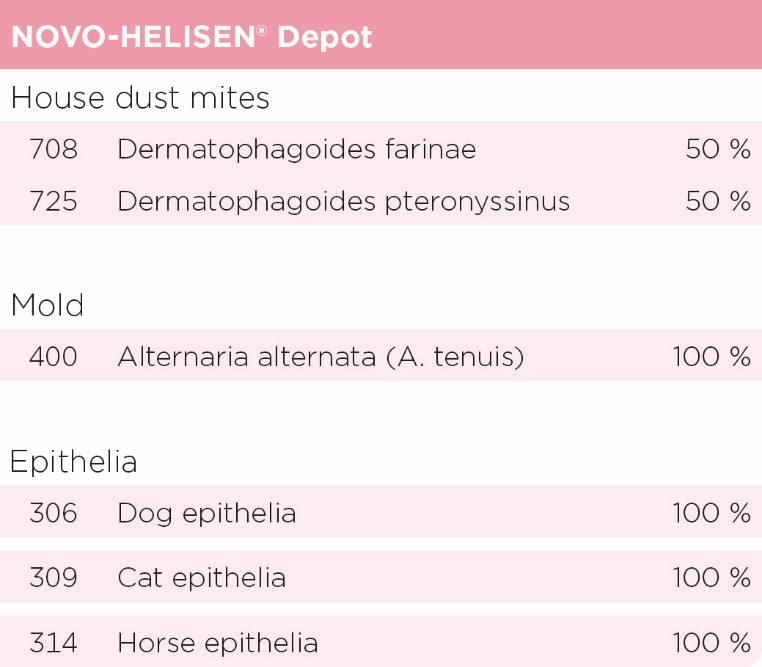 NOVO-HELISEN® Depot
House dust mites
708 Dermatophagoides farinae 50 %
725 Dermatophagoides pteronyssinus 50 %
Mold
400 Alternaria alternata (A. tenuis) 100 %
Epithelia
306 Dog epithelia 100 %
309 Cat epithelia 100 %
314 Horse epithelia 100 %